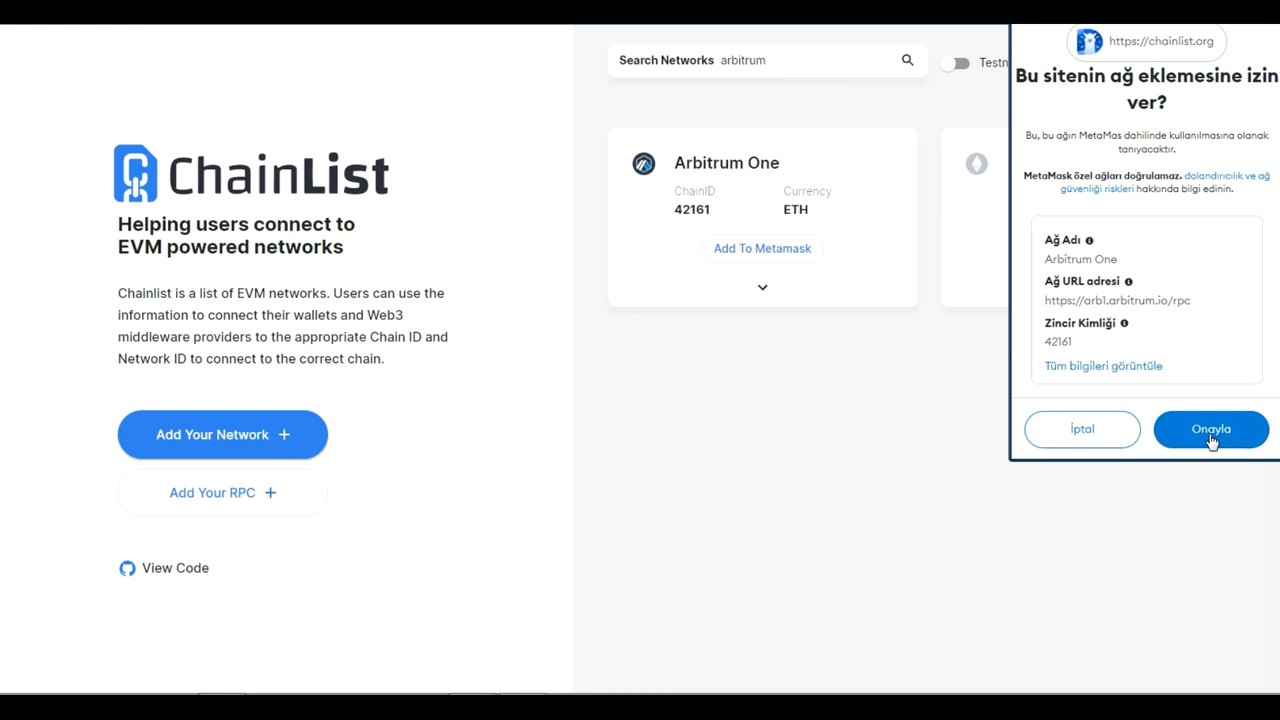 ChainList
Helping users connect to
EVM powered networks
Chainlist is a list of EVM networks. Users can use the
information to connect their wallets and Web3
middleware providers to the appropriate Chain ID and
Network ID to connect to the correct chain.
Add Your Network +
Add Your RPC +
View Code
Search Networks arbitrum
Testn
Arbitrum One
ChainID Currency
42161 ETH
Add To Metamask
https://chainlist.org
Bu sitenin ağ eklemesine izin
ver?
Bu, bu ağın MetaMas dahilinde kullanılmasına olanak
tanıyacaktır.
MetaMask özel ağları doğrulamaz. dolandırıcılık ve ağ
güvenliği riskleri hakkında bilgi edinin.
Ağ Adı
Arbitrum One
Ağ URL adresi
https://arb1.arbitrum.io/rpc
Zincir Kimliği
42161
Tüm bilgileri görüntüle
İptal
Onayla